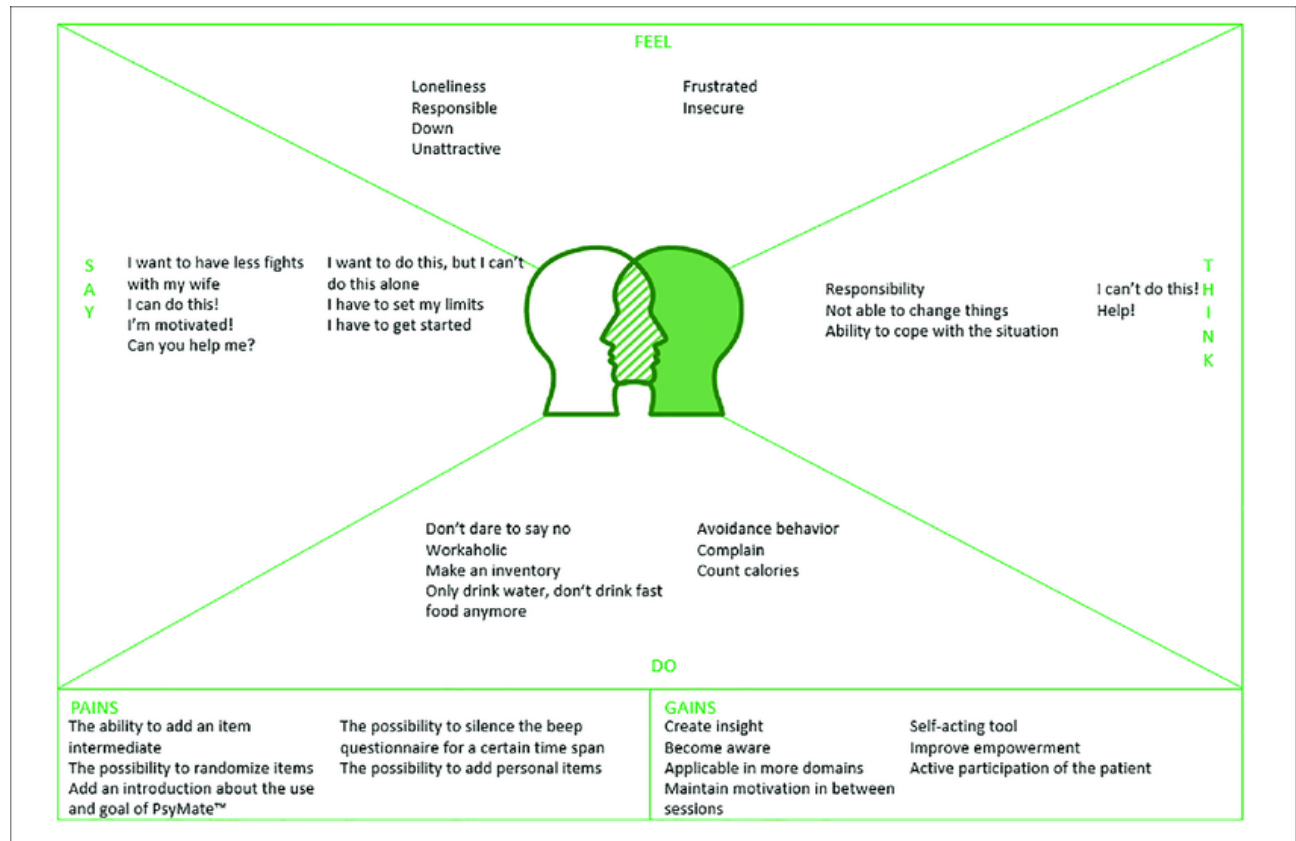 FEEL
Loneliness
Responsible
Down
Unattractive
Frustrated
Insecure
SAY
I want to have less fights
with my wife
I can do this!
I'm motivated!
Can you help me?
I want to do this, but I can't
do this alone
I have to set my limits
I have to get started
Responsibility
Not able to change things
Ability to cope with the situation
I can't do this!
Help!
THINK
Don't dare to say no
Workaholic
Make an inventory
Only drink water, don't drink fast
food anymore
Avoidance behavior
Complain
Count calories
DO
PAINS
The ability to add an item
intermediate
The possibility to randomize items
Add an introduction about the use
and goal of PsyMate™
The possibility to silence the beep
questionnaire for a certain time span
The possibility to add personal items
GAINS
Create insight
Become aware
Applicable in more domains
Maintain motivation in between
sessions
Self-acting tool
Improve empowerment
Active participation of the patient